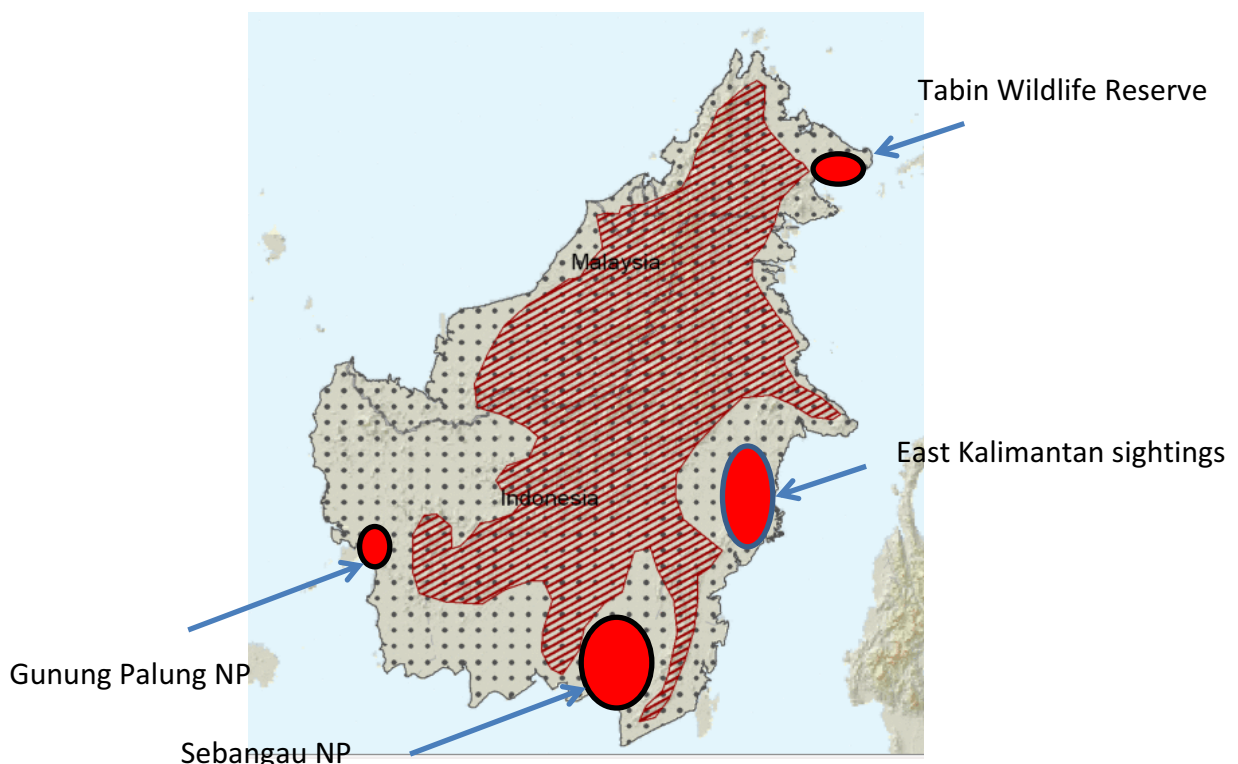 Tabin Wildlife Reserve
Malaysia
East Kalimantan sightings
Indonesia
Gunung Palung NP
Sebangau NP